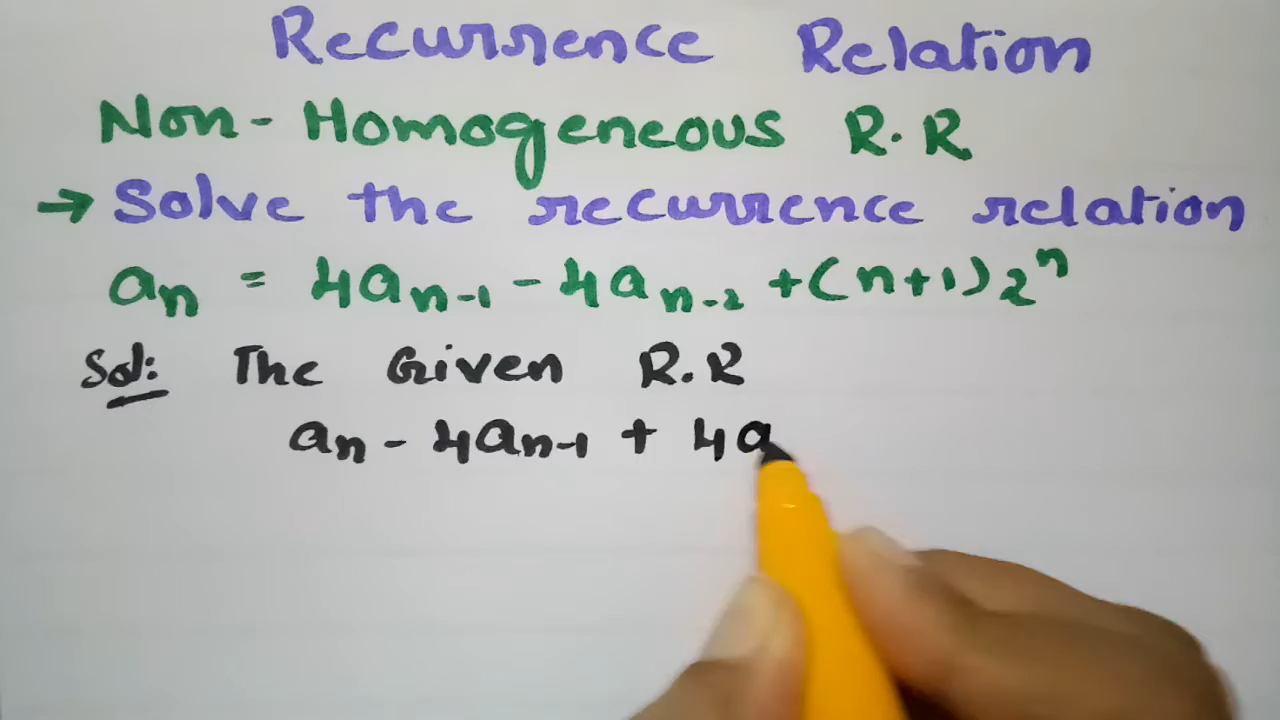 Recurrence Relation
Non-Homogeneous R.R
→ Solve the recurrence relation
aₙ = 4aₙ₋₁ - 4aₙ₋₂ + (n+1)2ⁿ
Sol: The Given R.R
aₙ - 4aₙ₋₁ + 4a